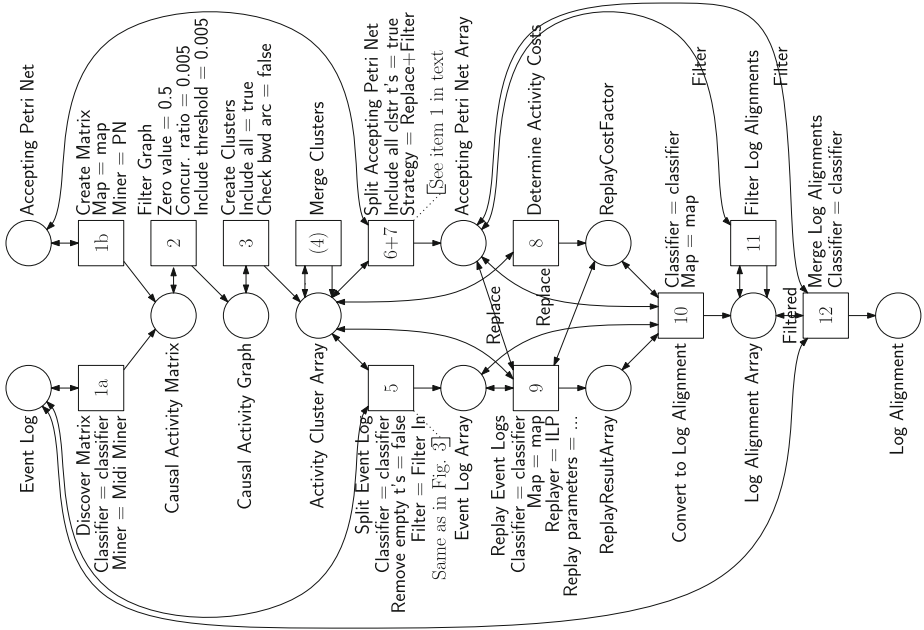 Event Log
Accepting Petri Net
1a
Discover Matrix
Classifier = classifier
Miner = Midi Miner
1b
Create Matrix
Map = map
Miner = PN
Causal Activity Matrix
2
Filter Graph
Zero value = 0.5
Concur. ratio = 0.005
Include threshold = 0.005
Causal Activity Graph
3
Create Clusters
Include all = true
Check bwd arc = false
Activity Cluster Array
(4)
Merge Clusters
5
Split Event Log
Classifier = classifier
Remove empty t's = false
Filter = Filter In
Same as in Fig. 3]
6+7
Split Accepting Petri Net
Include all clstr t's = true
Strategy = Replace+Filter
[See item 1 in text
Event Log Array
Accepting Petri Net Array
Replace
Replace
8
Determine Activity Costs
9
Replay Event Logs
Classifier = classifier
Map = map
Replayer = ILP
Replay parameters = ...
ReplayResultArray
ReplayCostFactor
10
Convert to Log Alignment
Classifier = classifier
Map = map
Filter
Log Alignment Array
11
Filter Log Alignments
Filter
Filtered
12
Merge Log Alignments
Classifier = classifier
Log Alignment